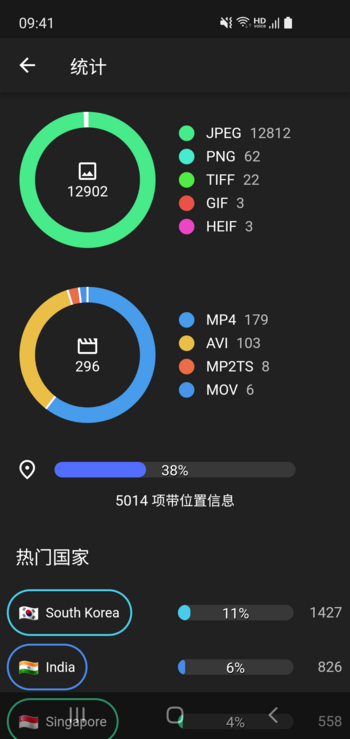 09:41 HD VOICE
统计
12902
JPEG 12812
PNG 62
TIFF 22
GIF 3
HEIF 3
296
MP4 179
AVI 103
MP2TS 8
MOV 6
38%
5014 项带位置信息
热门国家
South Korea 11% 1427
India 6% 826
Singapore 4% 558